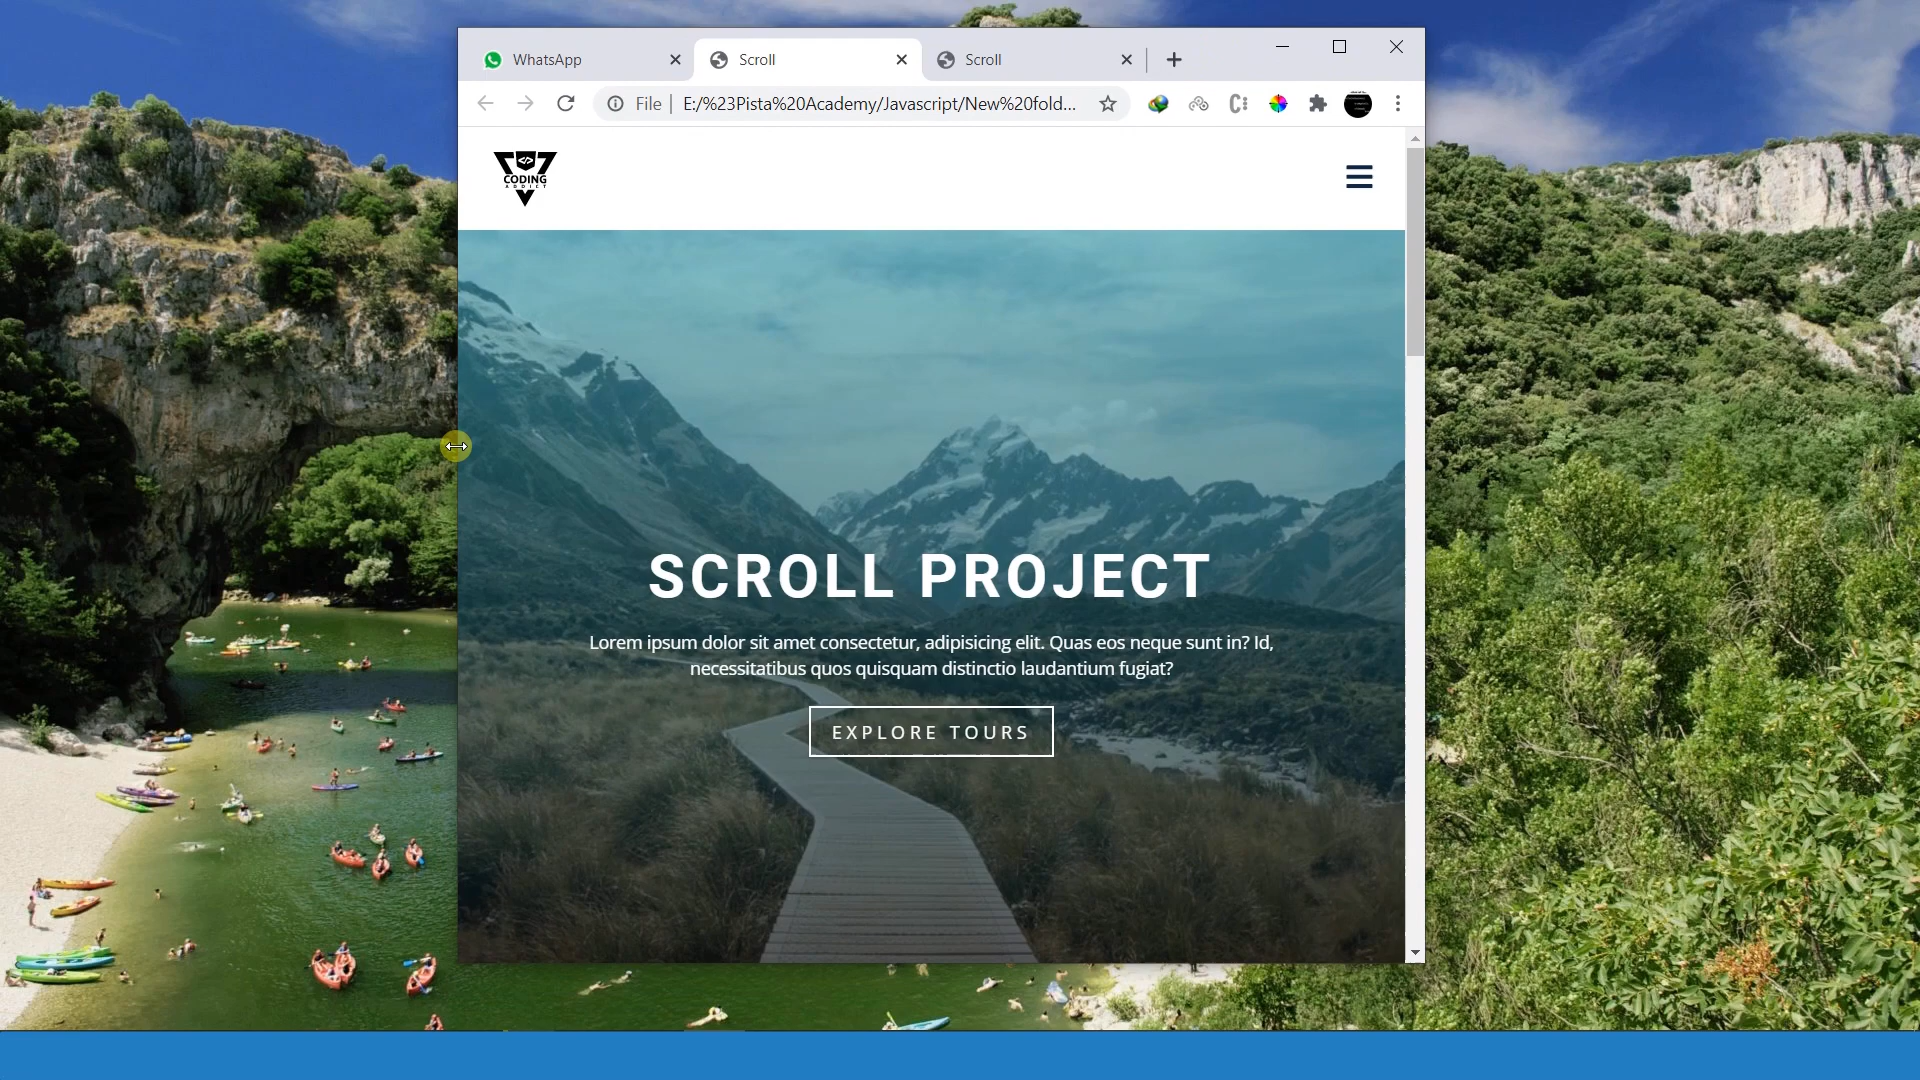 WhatsApp
Scroll
Scroll
File
E:/%23Pista%20Academy/Javascript/New%20fold...
CODING
ADDICT
SCROLL PROJECT
Lorem ipsum dolor sit amet consectetur, adipisicing elit. Quas eos neque sunt in? Id,
necessitatibus quos quisquam distinctio laudantium fugiat?
EXPLORE TOURS